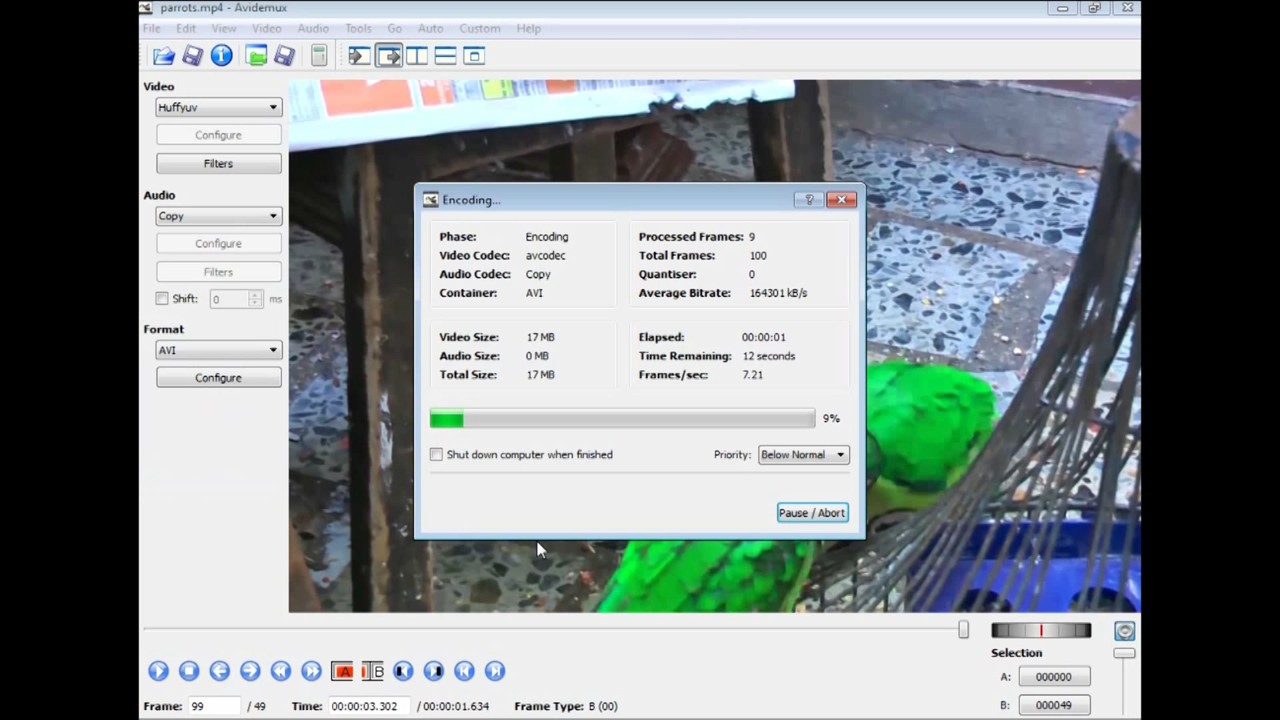 parrots.mp4 - Avidemux
File Edit View Video Audio Tools Go Auto Custom Help
Video
Huffyuv
Configure
Filters
Audio
Copy
Configure
Filters
Shift: 0 ms
Format
AVI
Configure
Encoding...
Phase: Encoding
Video Codec: avcodec
Audio Codec: Copy
Container: AVI
Processed Frames: 9
Total Frames: 100
Quantiser: 0
Average Bitrate: 164301 kB/s
Video Size: 17 MB
Audio Size: 0 MB
Total Size: 17 MB
Elapsed: 00:00:01
Time Remaining: 12 seconds
Frames/sec: 7.21
9%
Shut down computer when finished
Priority: Below Normal
Pause / Abort
A B
Selection
A: 000000
B: 000049
Frame: 99 / 49 Time: 00:00:03.302 / 00:00:01.634 Frame Type: B (00)